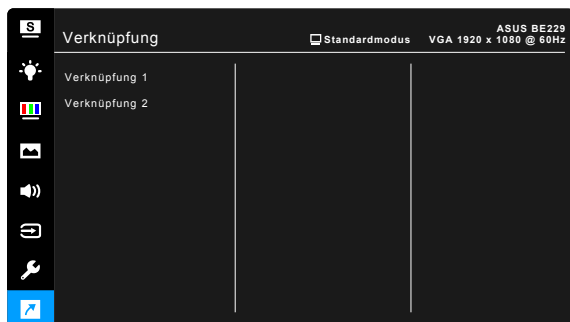 S
Verknüpfung
Standardmodus
ASUS BE229
VGA 1920 x 1080 @ 60Hz
Verknüpfung 1
Verknüpfung 2